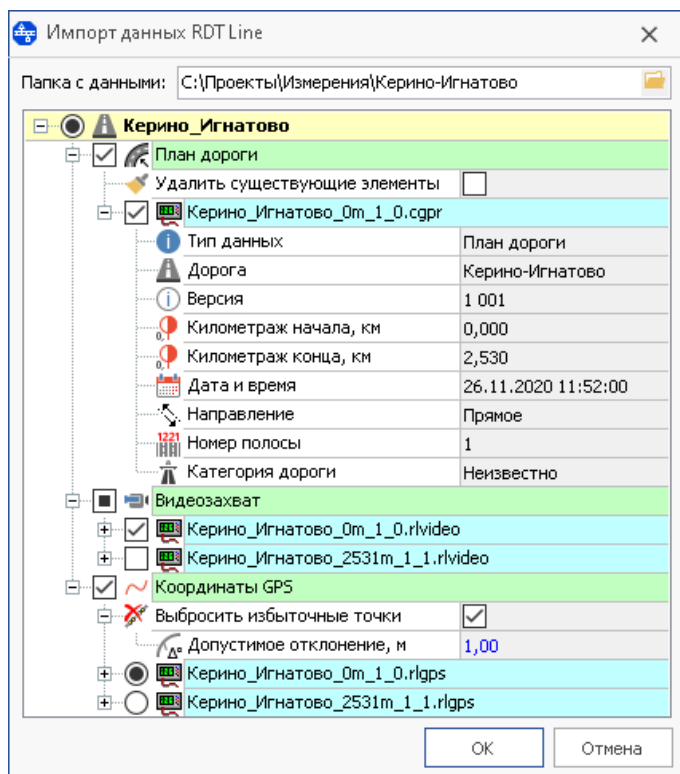 Импорт данных RDT Line
Папка с данными: C:\Проекты\Измерения\Керино-Игнатово
Керино_Игнатово
План дороги
Удалить существующие элементы
Керино_Игнатово_0m_1_0.cgpr
Тип данных План дороги
Дорога Керино-Игнатово
Версия 1 001
Километраж начала, км 0,000
Километраж конца, км 2,530
Дата и время 26.11.2020 11:52:00
Направление Прямое
1221 Номер полосы 1
Категория дороги Неизвестно
Видеозахват
Керино_Игнатово_0m_1_0.rlvideo
Керино_Игнатово_2531m_1_1.rlvideo
Координаты GPS
Выбросить избыточные точки
Допустимое отклонение, м 1,00
Керино_Игнатово_0m_1_0.rlgps
Керино_Игнатово_2531m_1_1.rlgps
ОК Отмена